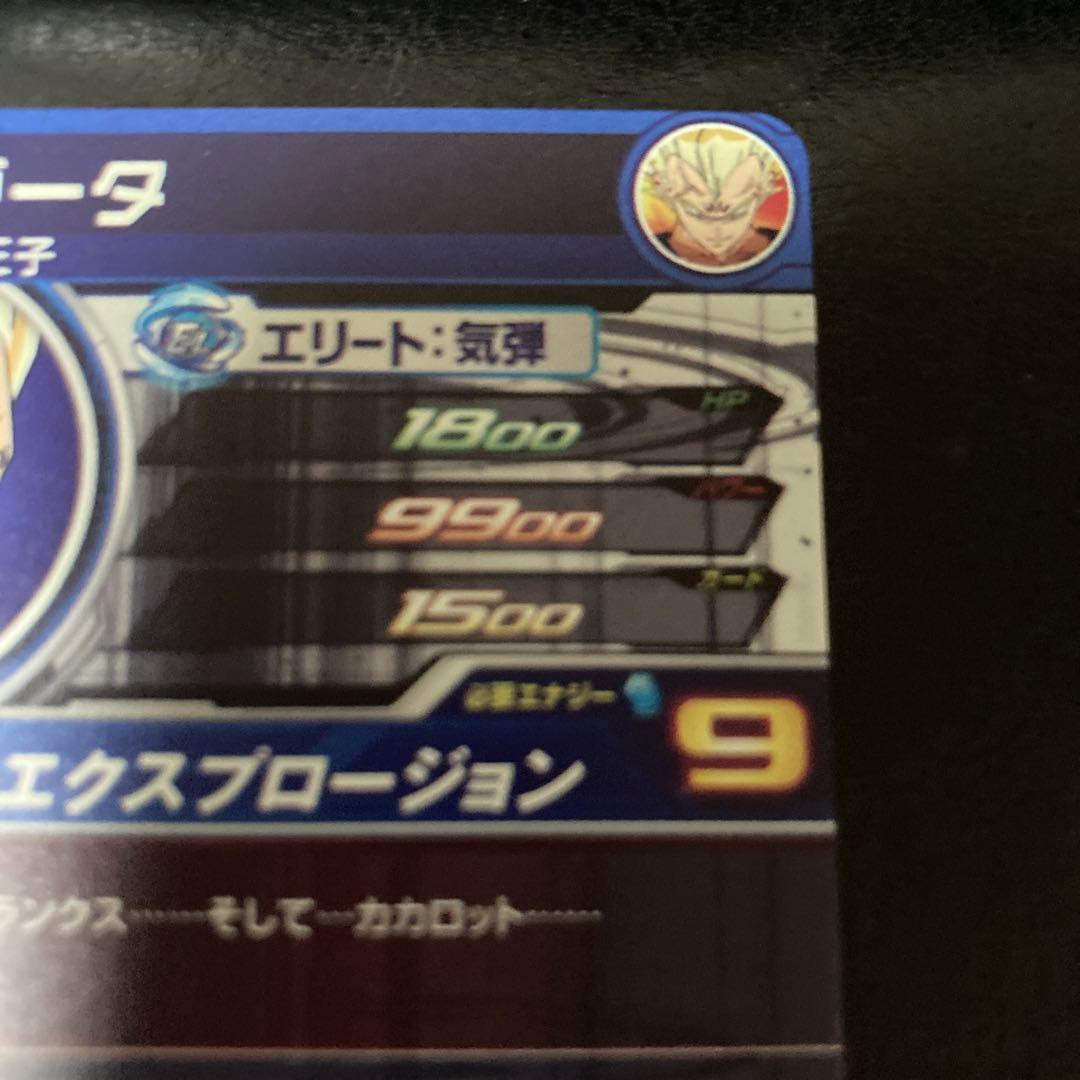 ータ
王子
エリート：気弾
HP
1800
パワー
9900
ガード
1500
必要エナジー
9
エクスプロージョン
ランクス……そして…カカロット……